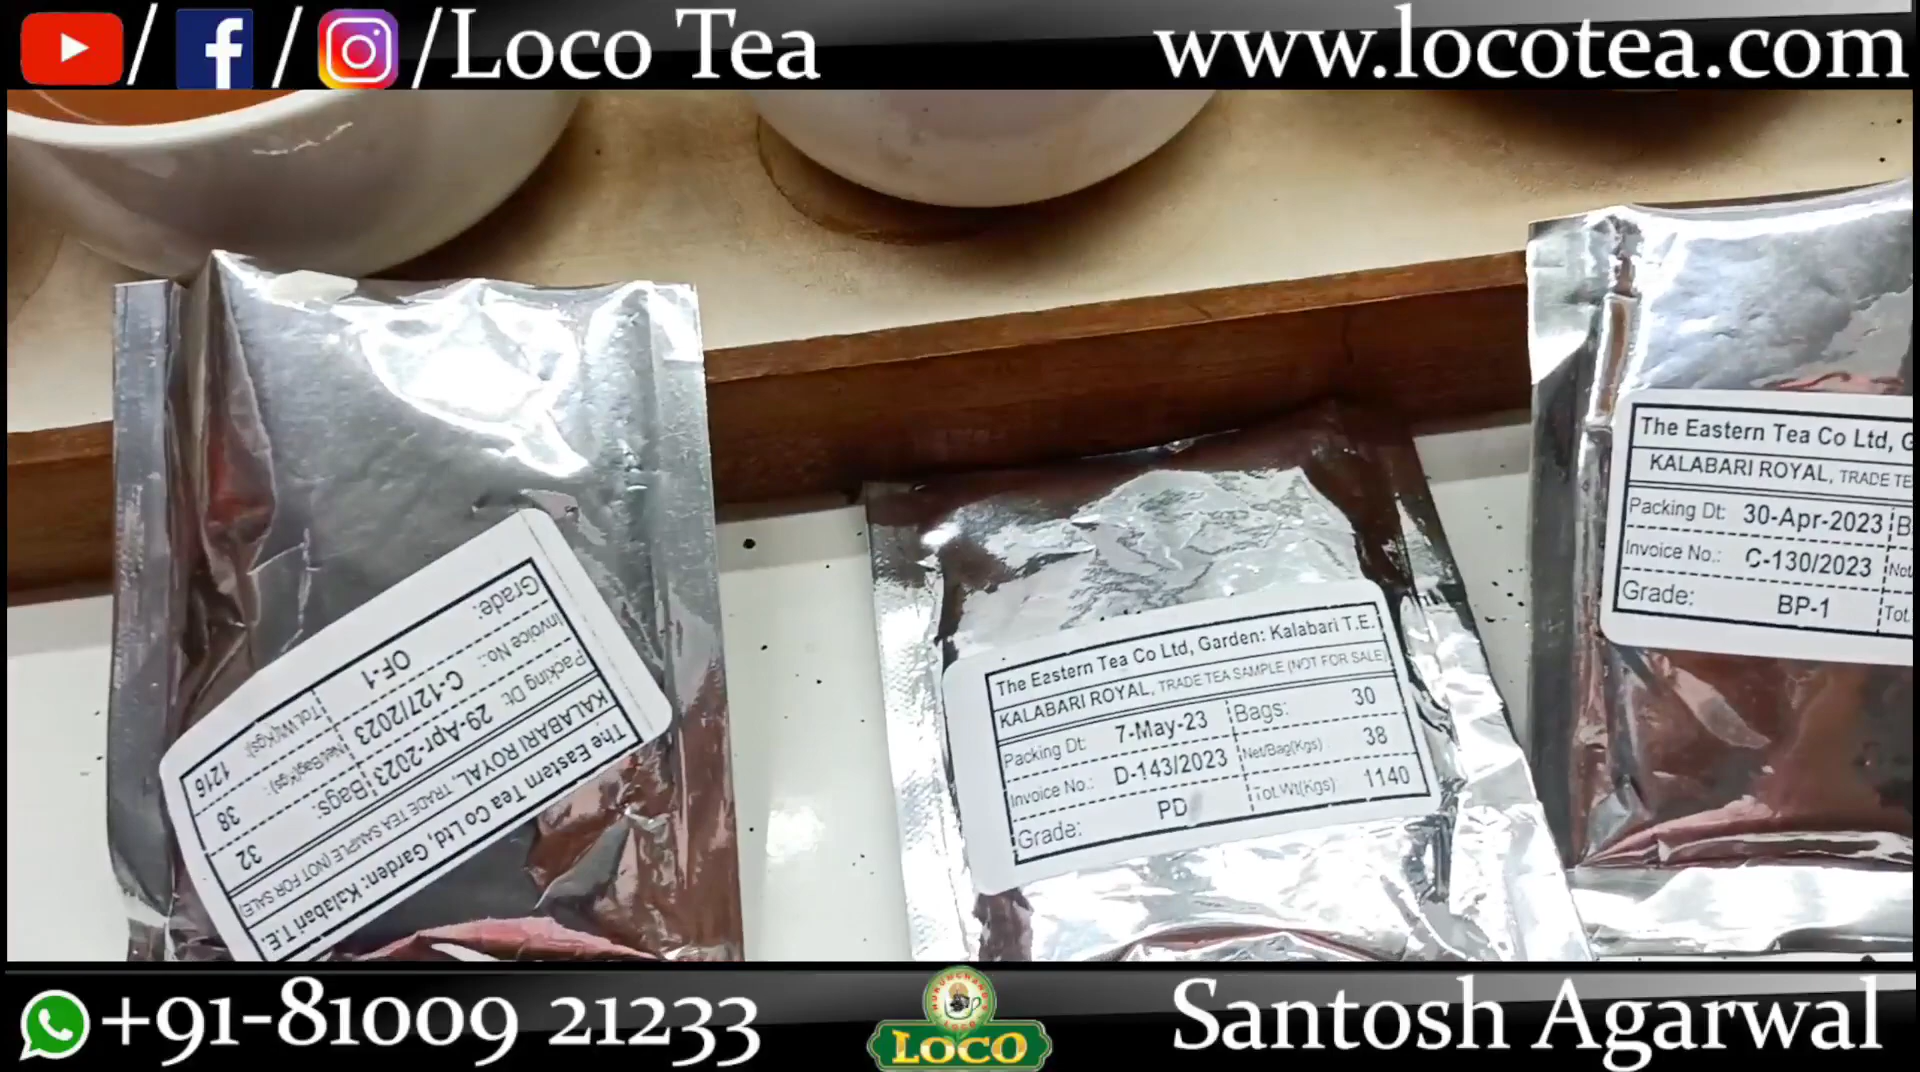 / / /Loco Tea
www.locotea.com
The Eastern Tea Co Ltd, Garden: Kalabari T.E.
KALABARI ROYAL, TRADE TEA SAMPLE (NOT FOR SALE)
Packing Dt: 29-Apr-2023 Bags: 32
Invoice No.: C-127/2023 Net/Bag(Kgs): 38
Grade: OF-1 Tot.Wt(Kgs): 1216
The Eastern Tea Co Ltd, Garden: Kalabari T.E.
KALABARI ROYAL, TRADE TEA SAMPLE (NOT FOR SALE)
Packing Dt: 7-May-23 Bags: 30
Invoice No.: D-143/2023 Net/Bag(Kgs) 38
Grade: PD Tot.Wt(Kgs) 1140
The Eastern Tea Co Ltd, G
KALABARI ROYAL, TRADE TE
Packing Dt: 30-Apr-2023 B
Invoice No.: C-130/2023 Net
Grade: BP-1 Tot.
+91-81009 21233
LOCO
Santosh Agarwal